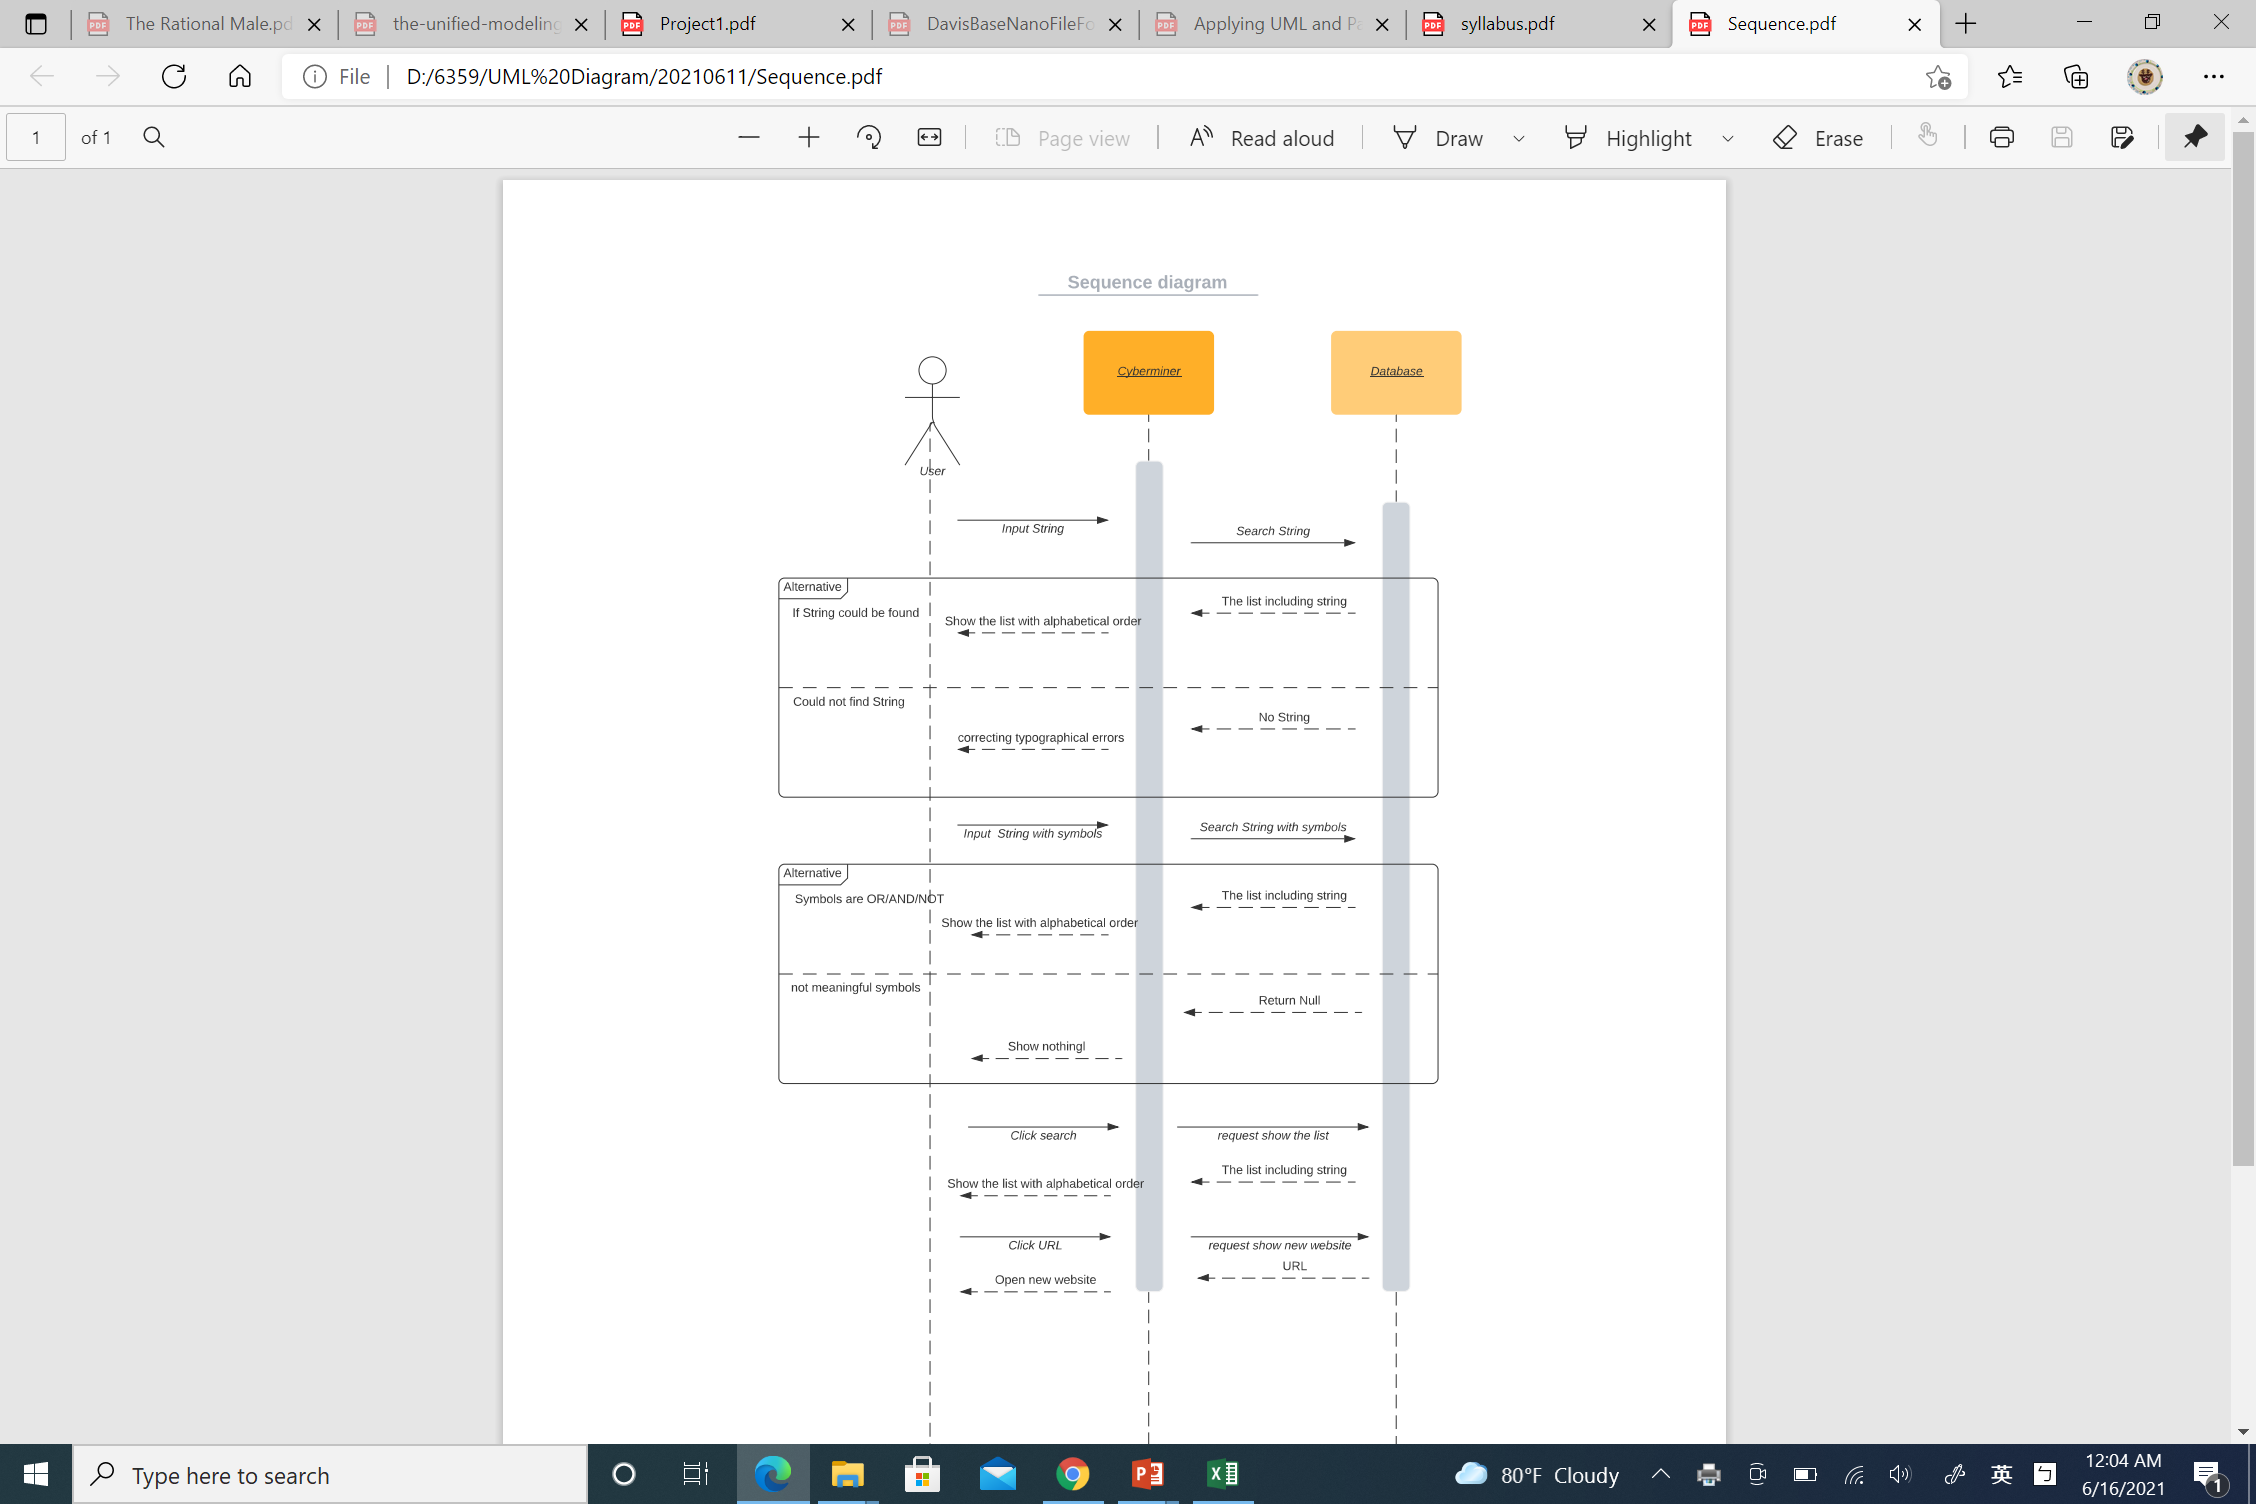 The Rational Male.pd
the-unified-modeling
Project1.pdf
DavisBaseNanoFileFo
Applying UML and Pa
syllabus.pdf
Sequence.pdf
File
D:/6359/UML%20Diagram/20210611/Sequence.pdf
1
of 1
Page view
Read aloud
Draw
Highlight
Erase
Sequence diagram
Cyberminer
Database
User
Input String
Search String
Alternative
If String could be found
The list including string
Show the list with alphabetical order
Could not find String
No String
correcting typographical errors
Input  String with symbols
Search String with symbols
Alternative
Symbols are OR/AND/NOT
The list including string
Show the list with alphabetical order
not meaningful symbols
Return Null
Show nothingl
Click search
request show the list
The list including string
Show the list with alphabetical order
Click URL
request show new website
URL
Open new website
Type here to search
80°F Cloudy
英
ㄅ
12:04 AM
6/16/2021
1